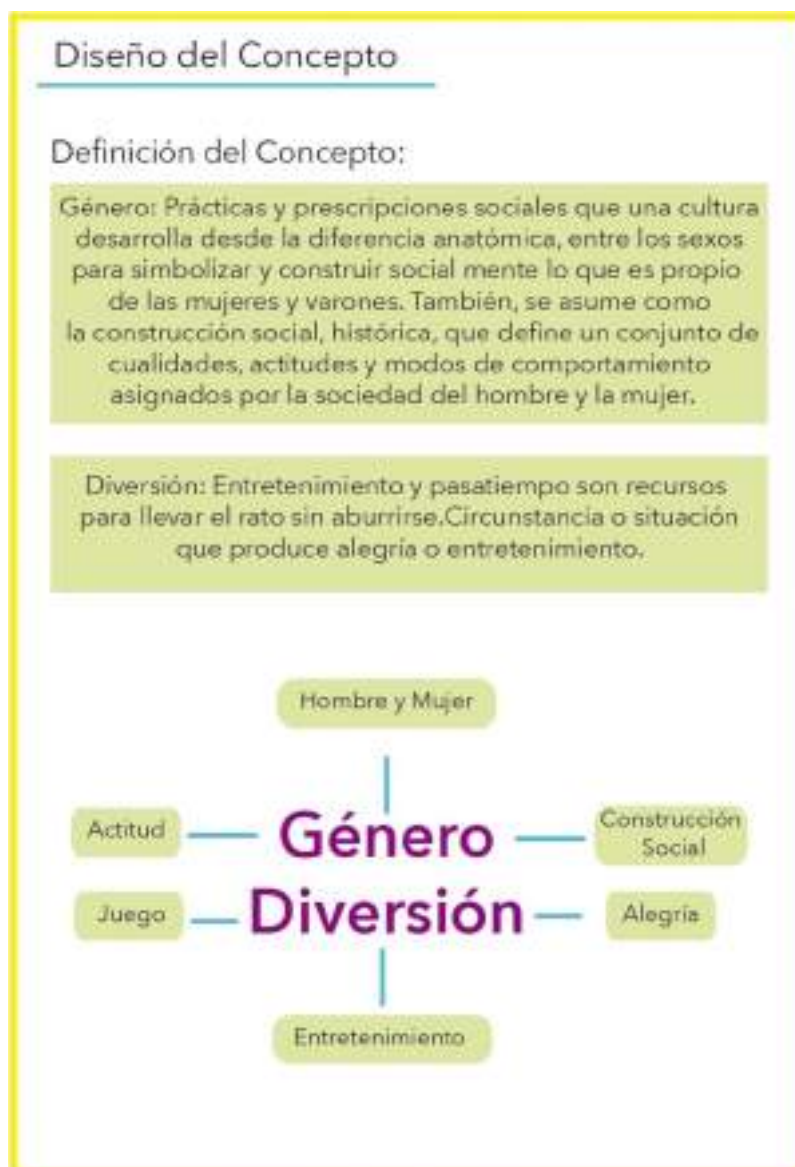 Diseño del Concepto
Definición del Concepto:
Género: Prácticas y prescripciones sociales que una cultura
desarrolla desde la diferencia anatómica, entre los sexos
para simbolizar y construir social mente lo que es propio
de las mujeres y varones. También, se asume como
la construcción social, histórica, que define un conjunto de
cualidades, actitudes y modos de comportamiento
asignados por la sociedad del hombre y la mujer.
Diversión: Entretenimiento y pasatiempo son recursos
para llevar el rato sin aburrirse.Circunstancia o situación
que produce alegría o entretenimiento.
Hombre y Mujer
Actitud
Género
Construcción
Social
Juego
Diversión
Alegría
Entretenimiento